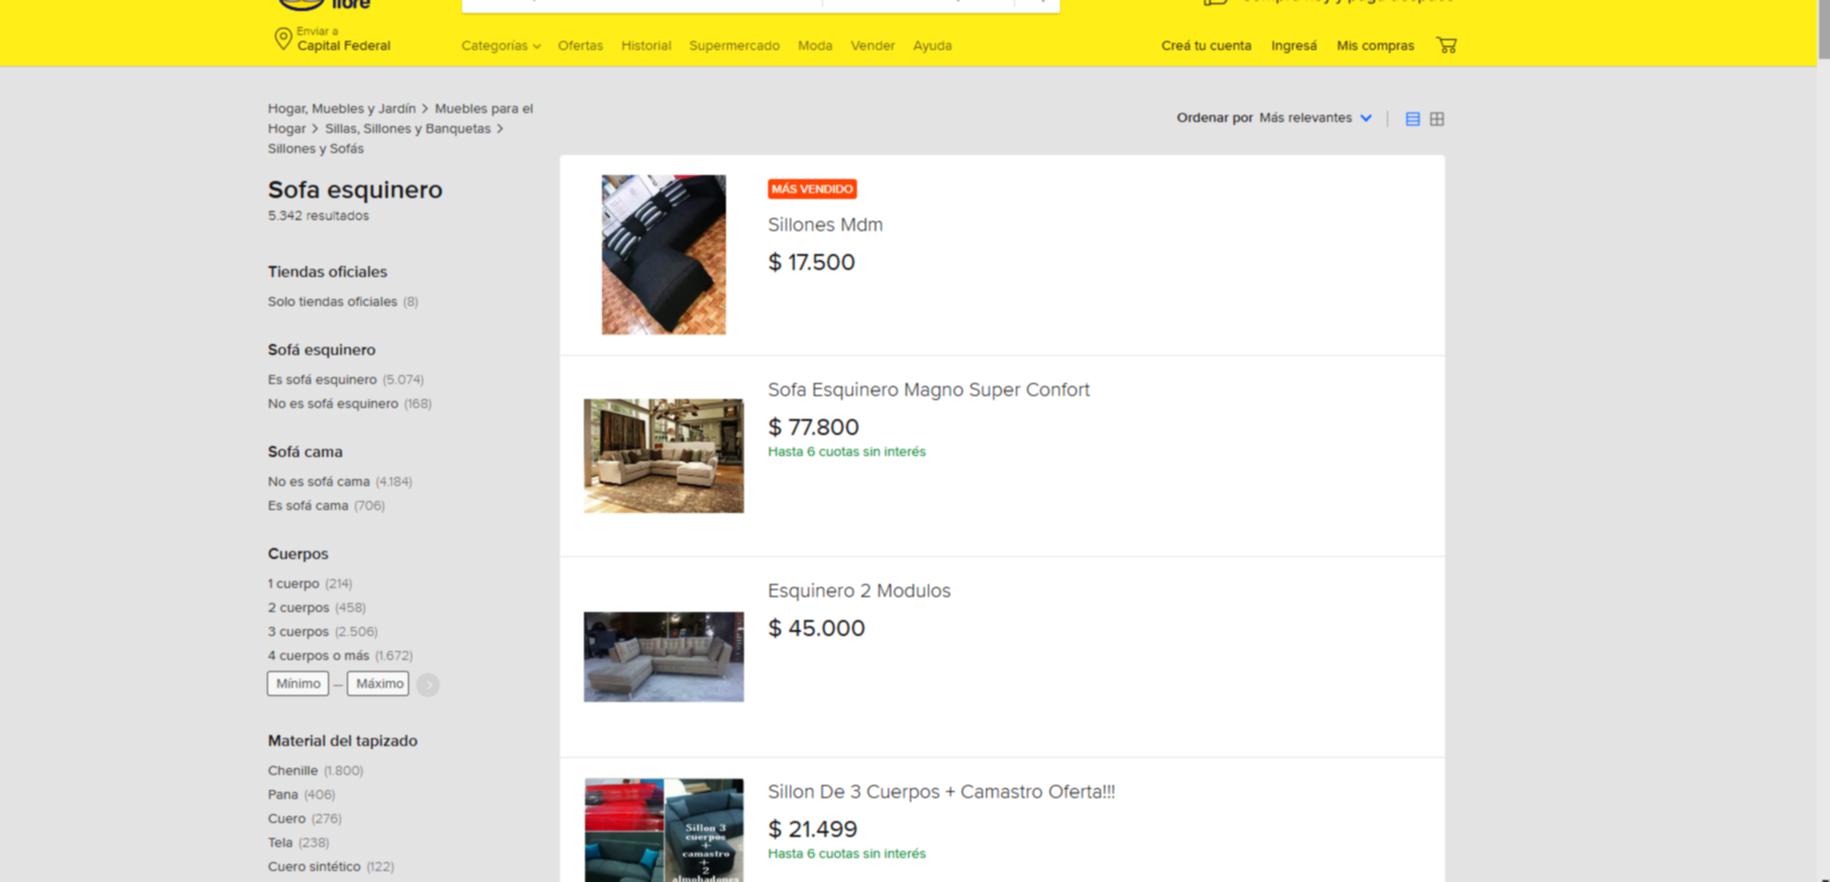 libre
Enviar a
Capital Federal
Categorías
Ofertas
Historial
Supermercado
Moda
Vender
Ayuda
Creá tu cuenta
Ingresá
Mis compras
Hogar, Muebles y Jardín > Muebles para el
Hogar > Sillas, Sillones y Banquetas >
Sillones y Sofás
Sofa esquinero
5.342 resultados
Tiendas oficiales
Solo tiendas oficiales (8)
Sofá esquinero
Es sofá esquinero (5.074)
No es sofá esquinero (168)
Sofá cama
No es sofá cama (4.184)
Es sofá cama (706)
Cuerpos
1 cuerpo (214)
2 cuerpos (458)
3 cuerpos (2.506)
4 cuerpos o más (1.672)
Mínimo – Máximo
Material del tapizado
Chenille (1.800)
Pana (406)
Cuero (276)
Tela (238)
Cuero sintético (122)
Ordenar por Más relevantes
MÁS VENDIDO
Sillones Mdm
$ 17.500
Sofa Esquinero Magno Super Confort
$ 77.800
Hasta 6 cuotas sin interés
Esquinero 2 Modulos
$ 45.000
Sillon 3
cuerpos
+
camastro
+
2
almohadones
Sillon De 3 Cuerpos + Camastro Oferta!!!
$ 21.499
Hasta 6 cuotas sin interés